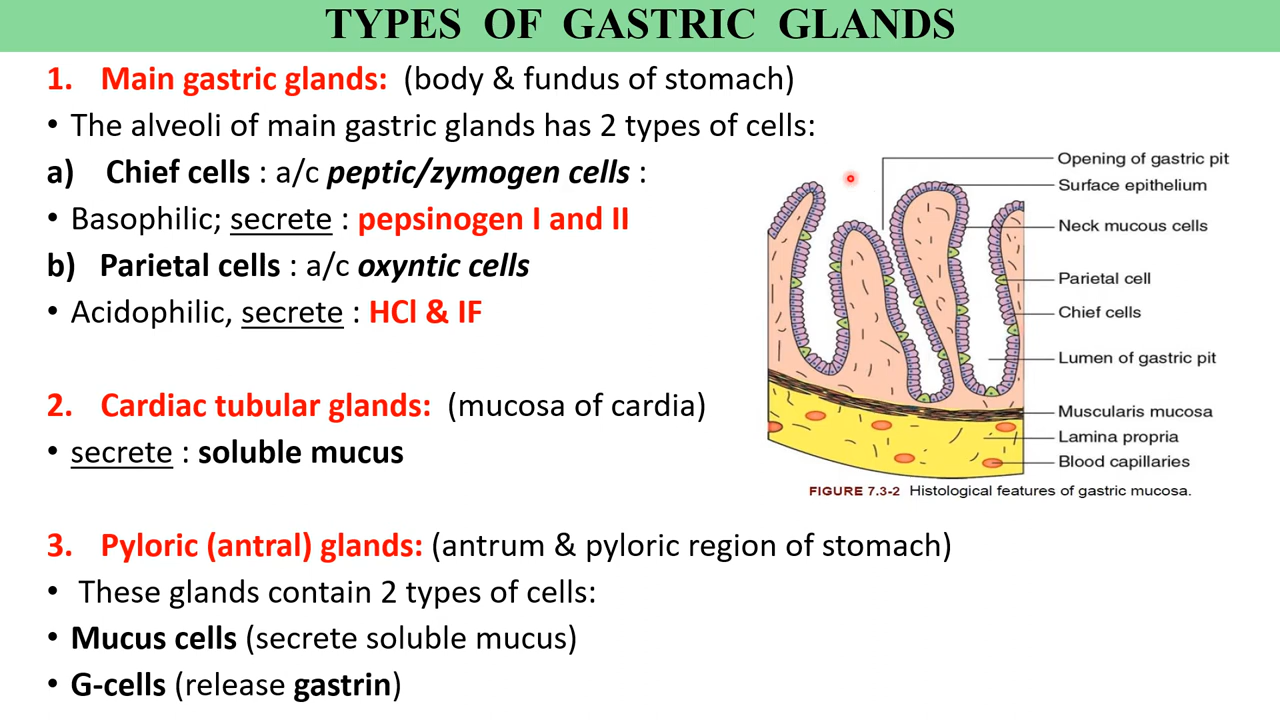 TYPES OF GASTRIC GLANDS
1. Main gastric glands: (body & fundus of stomach)
• The alveoli of main gastric glands has 2 types of cells:
a) Chief cells : a/c peptic/zymogen cells :
• Basophilic; secrete : pepsinogen I and II
b) Parietal cells : a/c oxyntic cells
• Acidophilic, secrete : HCl & IF
2. Cardiac tubular glands: (mucosa of cardia)
• secrete : soluble mucus
3. Pyloric (antral) glands: (antrum & pyloric region of stomach)
• These glands contain 2 types of cells:
• Mucus cells (secrete soluble mucus)
• G-cells (release gastrin)
Opening of gastric pit
Surface epithelium
Neck mucous cells
Parietal cell
Chief cells
Lumen of gastric pit
Muscularis mucosa
Lamina propria
Blood capillaries
FIGURE 7.3-2 Histological features of gastric mucosa.